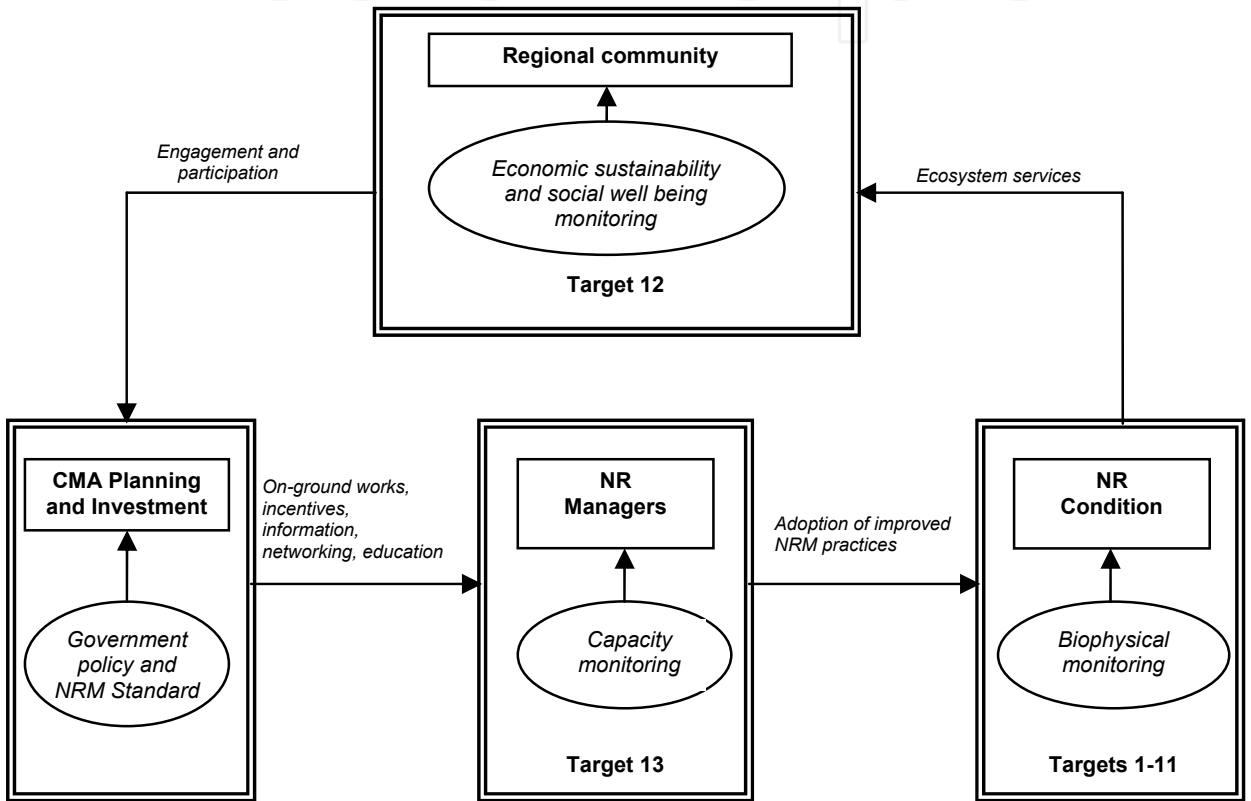 Regional community
Economic sustainability
and social well being
monitoring
Target 12
Engagement and
participation
Ecosystem services
CMA Planning
and Investment
Government
policy and
NRM Standard
On-ground works,
incentives,
information,
networking, education
NR
Managers
Capacity
monitoring
Target 13
Adoption of improved
NRM practices
NR
Condition
Biophysical
monitoring
Targets 1-11